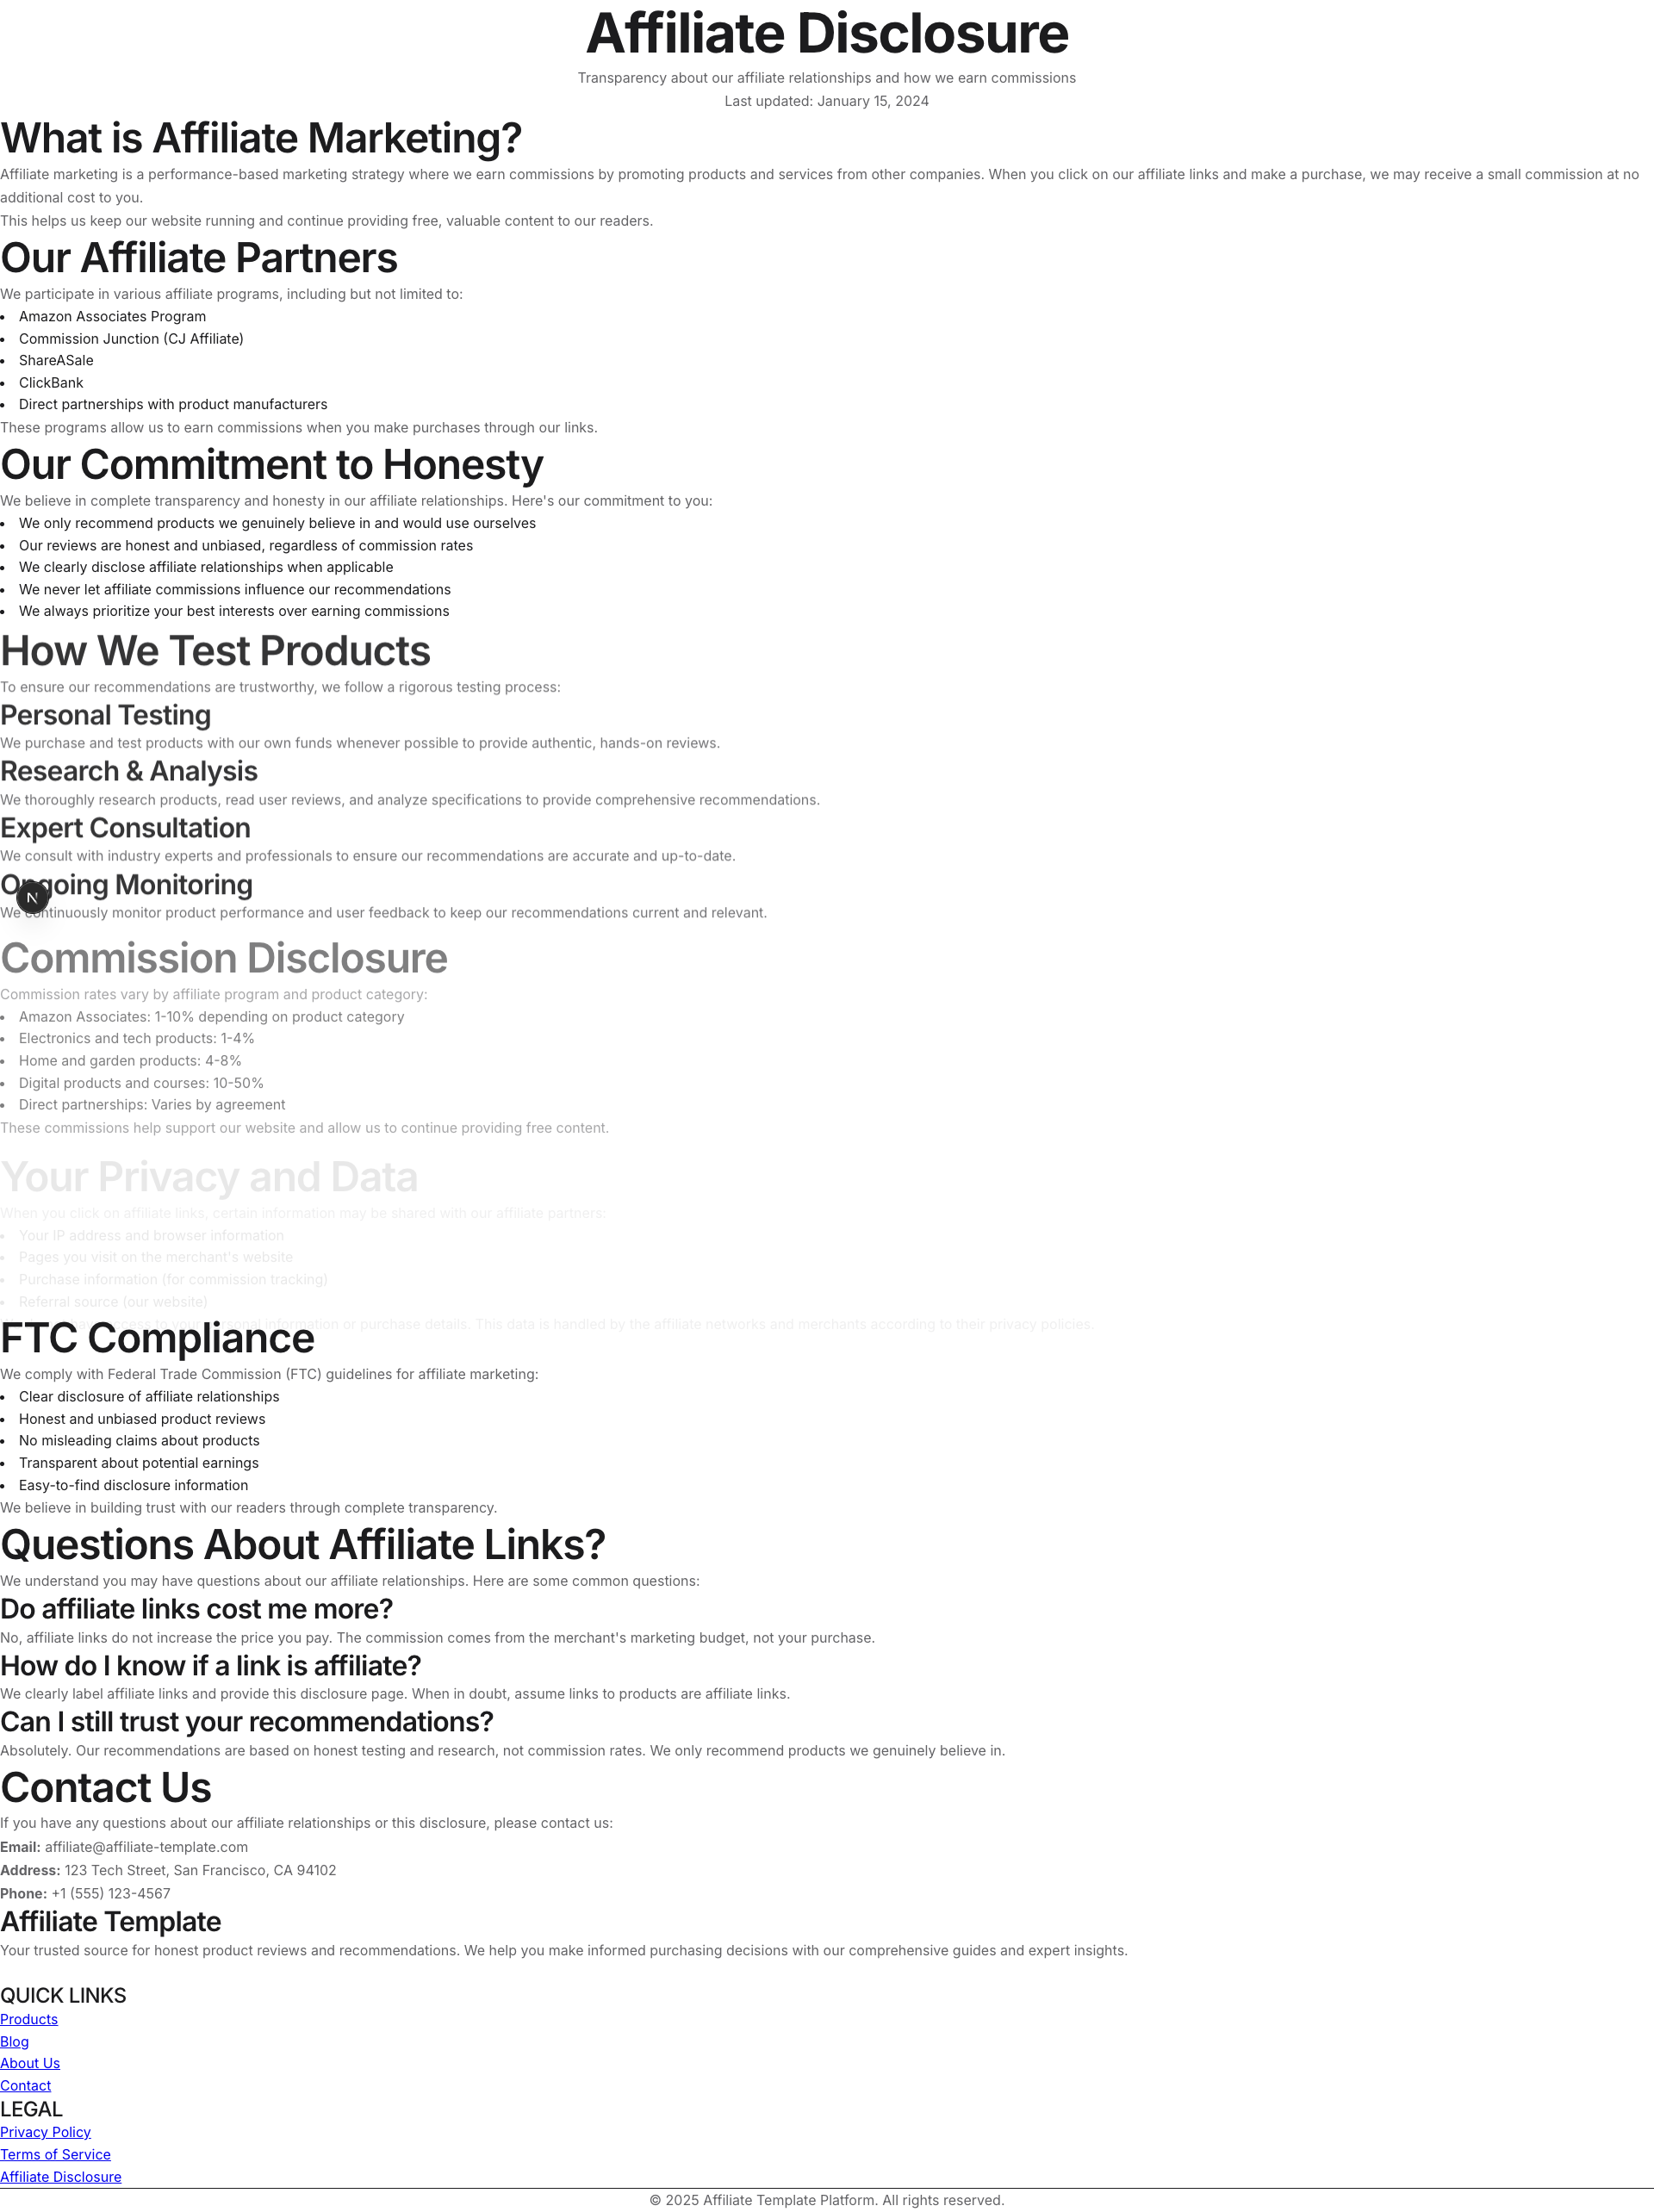 Affiliate Disclosure
Transparency about our affiliate relationships and how we earn commissions
Last updated: January 15, 2024
What is Affiliate Marketing?
Affiliate marketing is a performance-based marketing strategy where we earn commissions by promoting products and services from other companies. When you click on our affiliate links and make a purchase, we may receive a small commission at no
additional cost to you.
This helps us keep our website running and continue providing free, valuable content to our readers.
Our Affiliate Partners
We participate in various affiliate programs, including but not limited to:
• Amazon Associates Program
• Commission Junction (CJ Affiliate)
• ShareASale
• ClickBank
• Direct partnerships with product manufacturers
These programs allow us to earn commissions when you make purchases through our links.
Our Commitment to Honesty
We believe in complete transparency and honesty in our affiliate relationships. Here's our commitment to you:
• We only recommend products we genuinely believe in and would use ourselves
• Our reviews are honest and unbiased, regardless of commission rates
• We clearly disclose affiliate relationships when applicable
• We never let affiliate commissions influence our recommendations
• We always prioritize your best interests over earning commissions
How We Test Products
To ensure our recommendations are trustworthy, we follow a rigorous testing process:
Personal Testing
We purchase and test products with our own funds whenever possible to provide authentic, hands-on reviews.
Research & Analysis
We thoroughly research products, read user reviews, and analyze specifications to provide comprehensive recommendations.
Expert Consultation
We consult with industry experts and professionals to ensure our recommendations are accurate and up-to-date.
Ongoing Monitoring
N
We continuously monitor product performance and user feedback to keep our recommendations current and relevant.
Commission Disclosure
Commission rates vary by affiliate program and product category:
• Amazon Associates: 1-10% depending on product category
• Electronics and tech products: 1-4%
• Home and garden products: 4-8%
• Digital products and courses: 10-50%
• Direct partnerships: Varies by agreement
These commissions help support our website and allow us to continue providing free content.
Your Privacy and Data
When you click on affiliate links, certain information may be shared with our affiliate partners:
• Your IP address and browser information
• Pages you visit on the merchant's website
• Purchase information (for commission tracking)
• Referral source (our website)
access to your personal information or purchase details. This data is handled by the affiliate networks and merchants according to their privacy policies.
FTC Compliance
We comply with Federal Trade Commission (FTC) guidelines for affiliate marketing:
• Clear disclosure of affiliate relationships
• Honest and unbiased product reviews
• No misleading claims about products
• Transparent about potential earnings
• Easy-to-find disclosure information
We believe in building trust with our readers through complete transparency.
Questions About Affiliate Links?
We understand you may have questions about our affiliate relationships. Here are some common questions:
Do affiliate links cost me more?
No, affiliate links do not increase the price you pay. The commission comes from the merchant's marketing budget, not your purchase.
How do I know if a link is affiliate?
We clearly label affiliate links and provide this disclosure page. When in doubt, assume links to products are affiliate links.
Can I still trust your recommendations?
Absolutely. Our recommendations are based on honest testing and research, not commission rates. We only recommend products we genuinely believe in.
Contact Us
If you have any questions about our affiliate relationships or this disclosure, please contact us:
Email: affiliate@affiliate-template.com
Address: 123 Tech Street, San Francisco, CA 94102
Phone: +1 (555) 123-4567
Affiliate Template
Your trusted source for honest product reviews and recommendations. We help you make informed purchasing decisions with our comprehensive guides and expert insights.
QUICK LINKS
Products
Blog
About Us
Contact
LEGAL
Privacy Policy
Terms of Service
Affiliate Disclosure
© 2025 Affiliate Template Platform. All rights reserved.